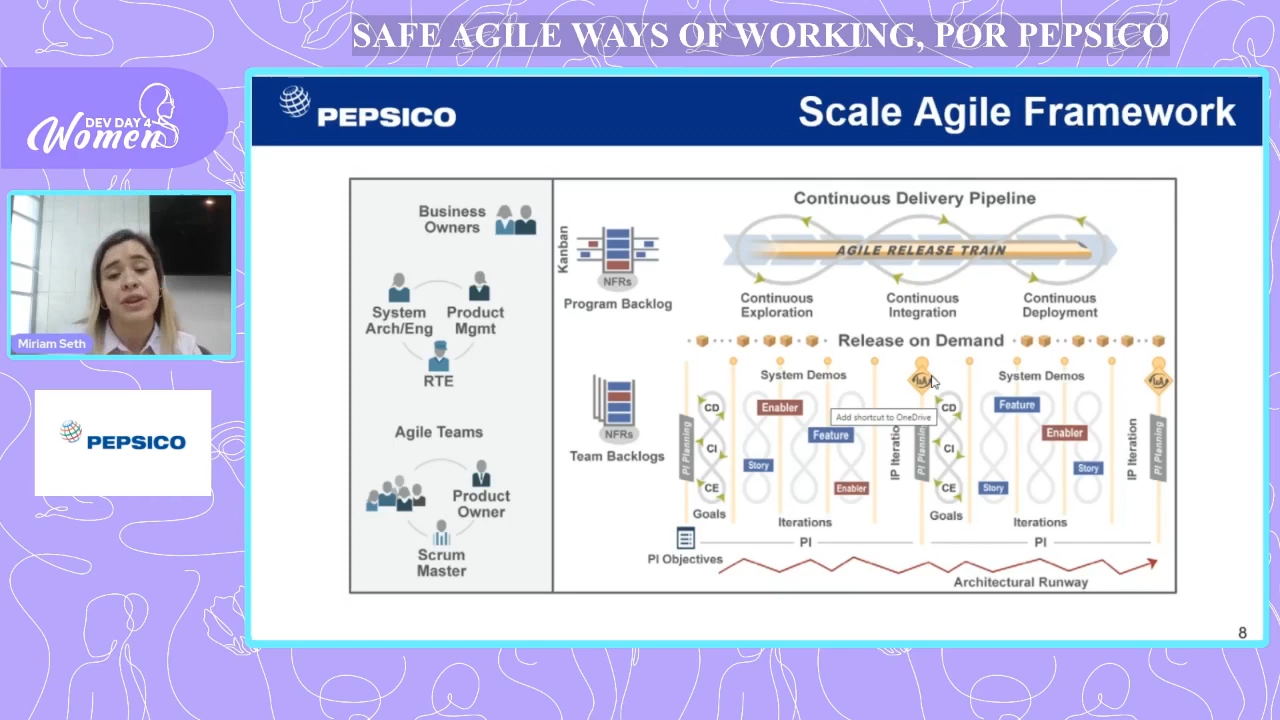 SAFE AGILE WAYS OF WORKING, POR PEPSICO
DEV DAY 4
Women
Miriam Seth
PEPSICO
PEPSICO
Scale Agile Framework
Business
Owners
System
Arch/Eng
Product
Mgmt
RTE
Agile Teams
Product
Owner
Scrum
Master
Kanban
NFRs
Program Backlog
Continuous Delivery Pipeline
AGILE RELEASE TRAIN
Continuous
Exploration
Continuous
Integration
Continuous
Deployment
Release on Demand
NFRs
Team Backlogs
PI Planning
CD
CI
CE
Goals
System Demos
Enabler
Feature
Story
Enabler
Add shortcut to OneDrive
Iterations
IP Iteratio
PI Planning
CD
CI
CE
Goals
System Demos
Feature
Enabler
Story
Story
Iterations
IP Iteration
PI Planning
PI Objectives
PI
PI
Architectural Runway
8